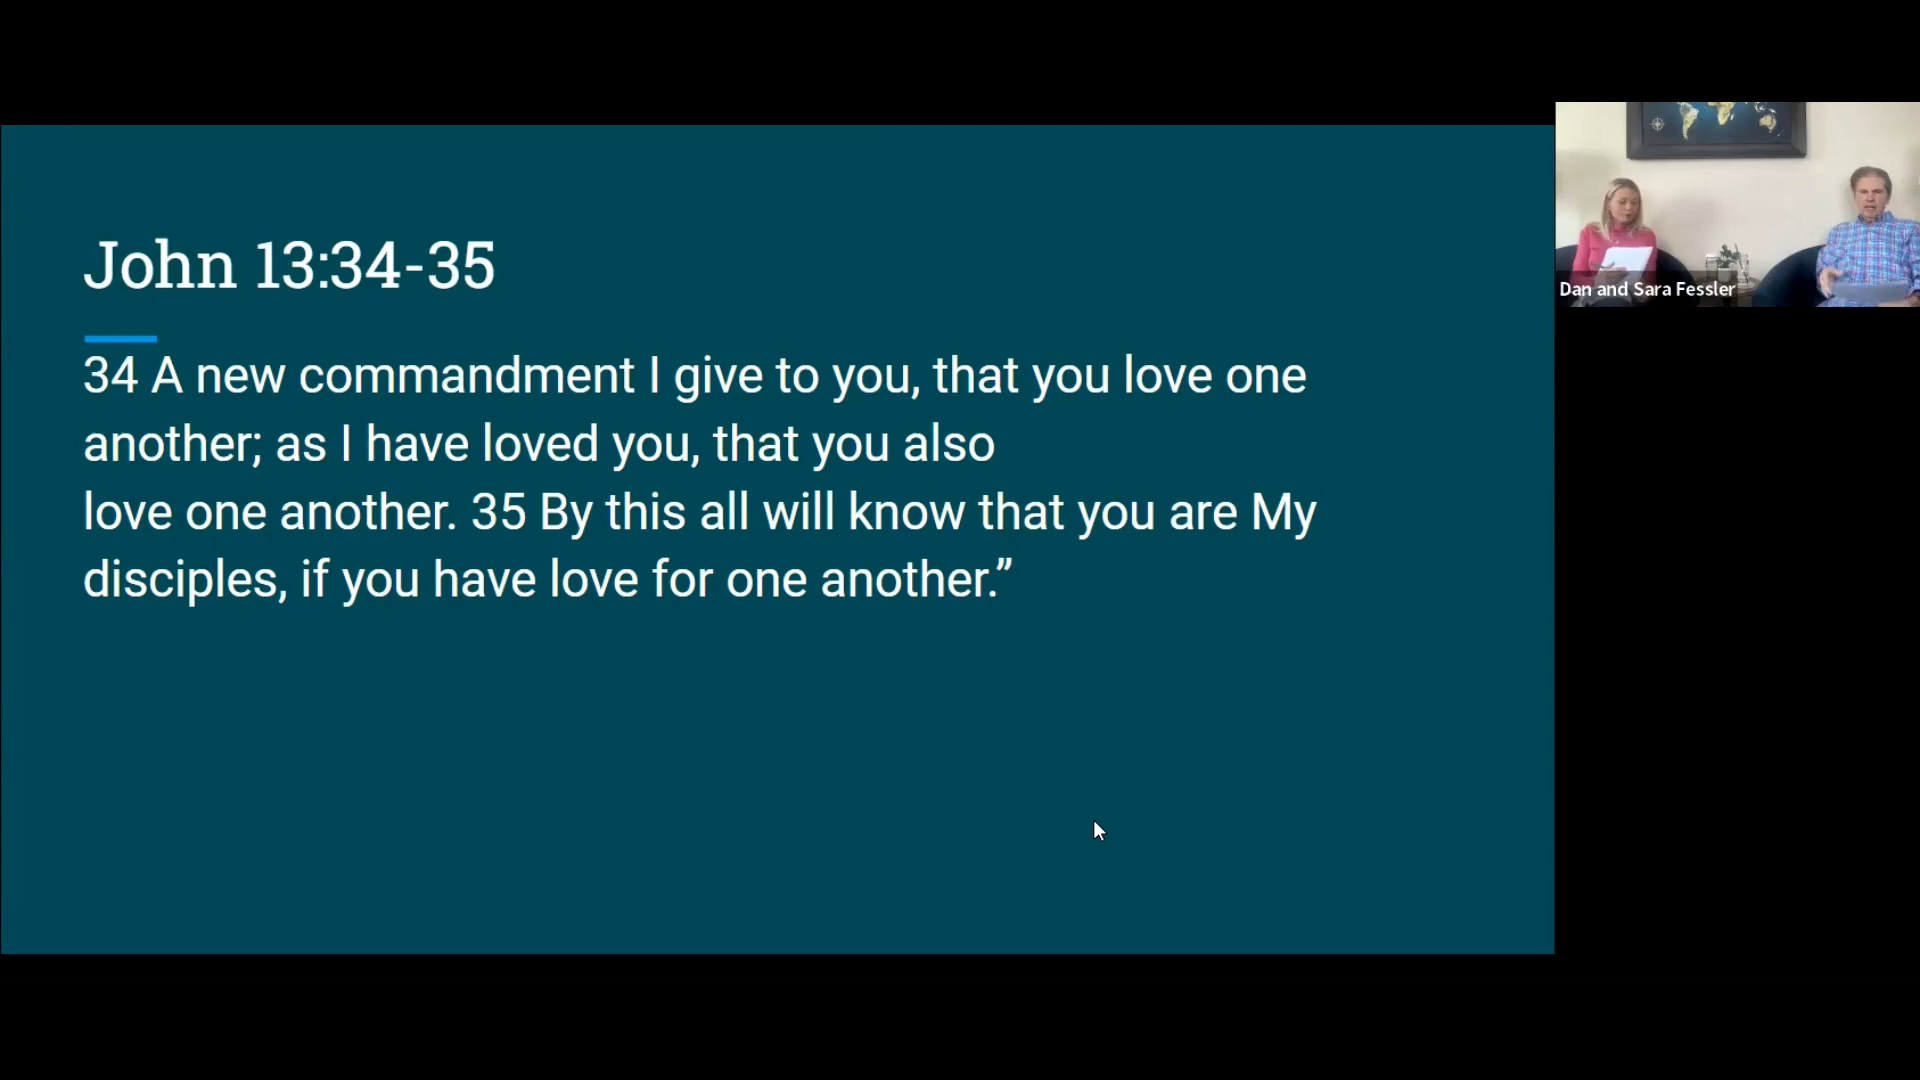 John 13:34-35
34 A new commandment I give to you, that you love one
another; as I have loved you, that you also
love one another. 35 By this all will know that you are My
disciples, if you have love for one another.”
Dan and Sara Fessler